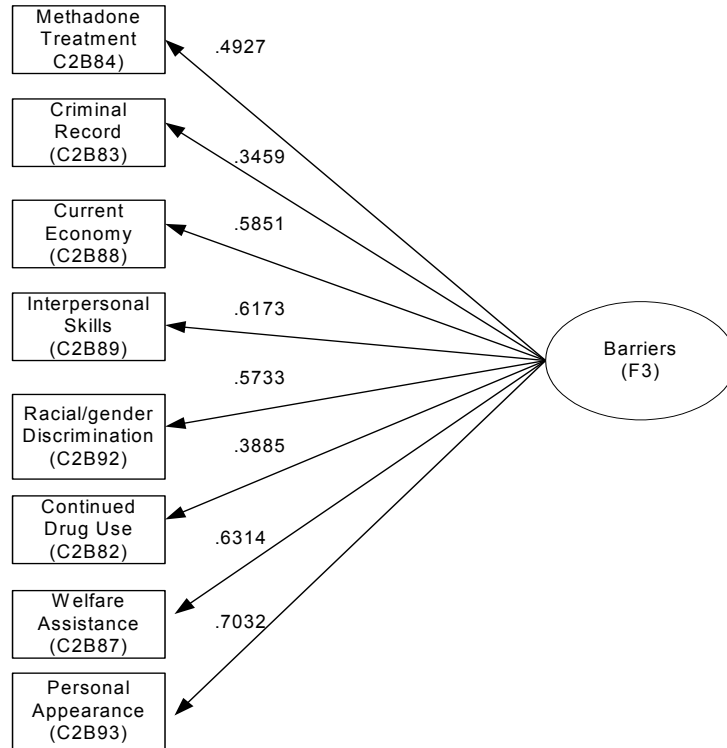 Methadone
Treatment
C2B84)
.4927
Criminal
Record
(C2B83)
.3459
Current
Economy
(C2B88)
.5851
Interpersonal
Skills
(C2B89)
.6173
Barriers
(F3)
Racial/gender
Discrimination
(C2B92)
.5733
Continued
Drug Use
(C2B82)
.3885
Welfare
Assistance
(C2B87)
.6314
Personal
Appearance
(C2B93)
.7032